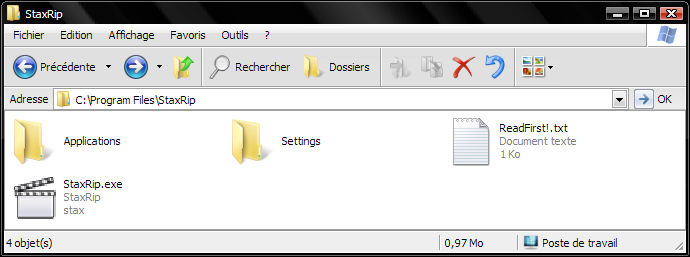 StaxRip
Fichier Edition Affichage Favoris Outils ?
Précédente Rechercher Dossiers
Adresse C:\Program Files\StaxRip OK
Applications
Settings
ReadFirst!.txt
Document texte
1 Ko
StaxRip.exe
StaxRip
stax
4 objet(s) 0,97 Mo Poste de travail